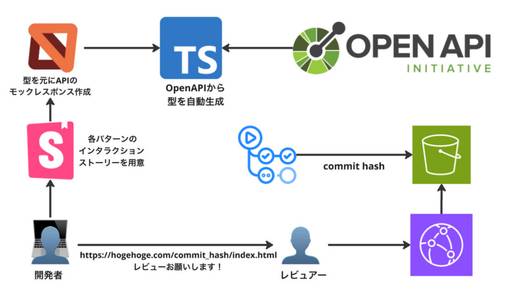 OPEN API
INITIATIVE
TS
型を元にAPIの
モックレスポンス作成
OpenAPIから
型を自動生成
S
各パターンの
インタラクション
ストーリーを用意
commit hash
https://hogehoge.com/commit_hash/index.html
レビューお願いします！
開発者
レビュアー